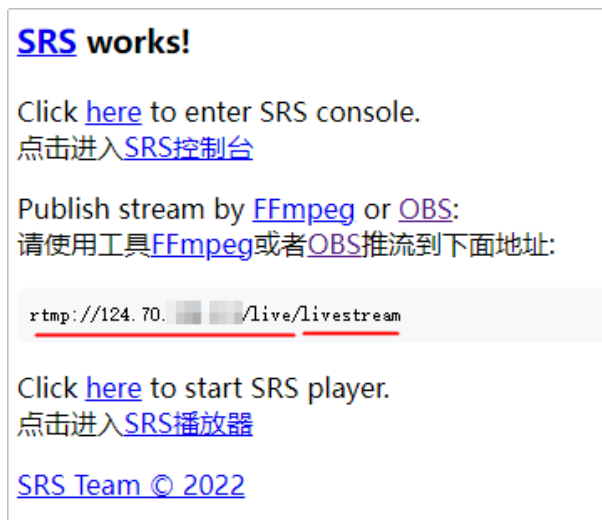 SRS works!
Click here to enter SRS console.
点击进入SRS控制台
Publish stream by FFmpeg or OBS:
请使用工具FFmpeg或者OBS推流到下面地址:
rtmp://124.70. /live/livestream
Click here to start SRS player.
点击进入SRS播放器
SRS Team © 2022